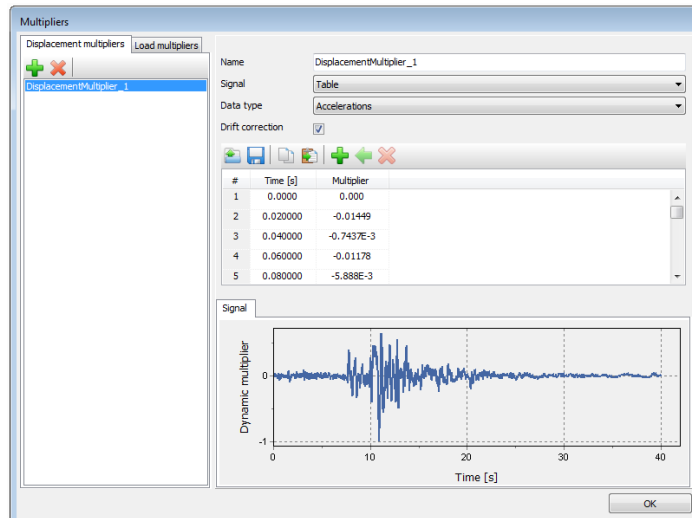 Multipliers
Displacement multipliers Load multipliers
DisplacementMultiplier_1
Name DisplacementMultiplier_1
Signal Table
Data type Accelerations
Drift correction
# Time [s] Multiplier
1 0.0000 0.000
2 0.020000 -0.01449
3 0.040000 -0.7437E-3
4 0.060000 -0.01178
5 0.080000 -5.888E-3
Signal
Dynamic multiplier
0
-1
0 10 20 30 40
Time [s]
OK